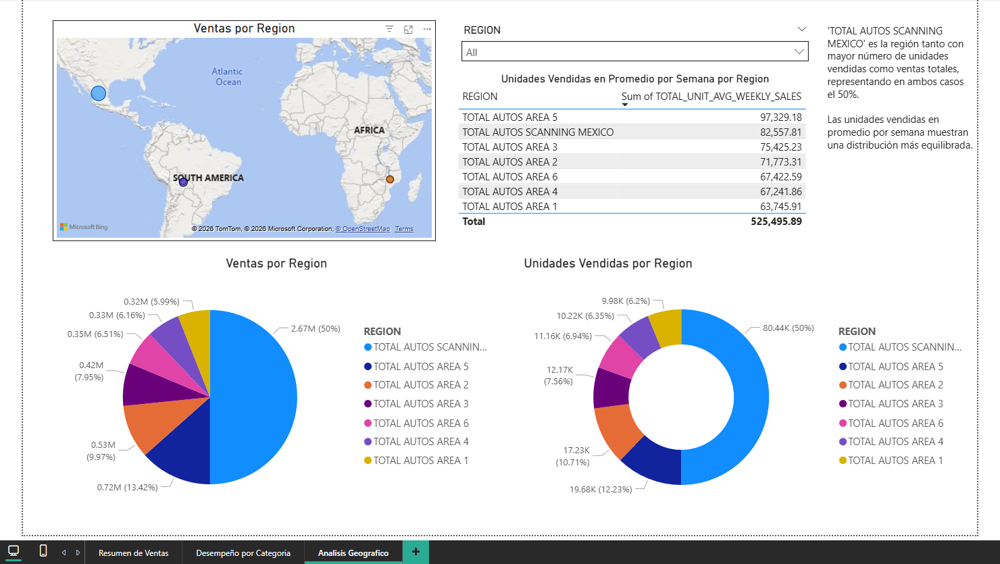 Ventas por Region
Atlantic
Ocean
AFRICA
SOUTH AMERICA
Microsoft Bing
© 2026 TomTom, © 2026 Microsoft Corporation, © OpenStreetMap Terms
REGION
All
Unidades Vendidas en Promedio por Semana por Region
REGION Sum of TOTAL_UNIT_AVG_WEEKLY_SALES
TOTAL AUTOS AREA 5 97,329.18
TOTAL AUTOS SCANNING MEXICO 82,557.81
TOTAL AUTOS AREA 3 75,425.23
TOTAL AUTOS AREA 2 71,773.31
TOTAL AUTOS AREA 6 67,422.59
TOTAL AUTOS AREA 4 67,241.86
TOTAL AUTOS AREA 1 63,745.91
Total 525,495.89
'TOTAL AUTOS SCANNING
MEXICO' es la región tanto con
mayor número de unidades
vendidas como ventas totales,
representando en ambos casos
el 50%.
Las unidades vendidas en
promedio por semana muestran
una distribución más equilibrada.
Ventas por Region
0.32M (5.99%)
0.33M (6.16%)
0.35M (6.51%)
0.42M
(7.95%)
0.53M
(9.97%)
0.72M (13.42%)
2.67M (50%)
REGION
TOTAL AUTOS SCANNIN...
TOTAL AUTOS AREA 5
TOTAL AUTOS AREA 2
TOTAL AUTOS AREA 3
TOTAL AUTOS AREA 6
TOTAL AUTOS AREA 4
TOTAL AUTOS AREA 1
Unidades Vendidas por Region
9.98K (6.2%)
10.22K (6.35%)
11.16K (6.94%)
12.17K
(7.56%)
17.23K
(10.71%)
19.68K (12.23%)
80.44K (50%)
REGION
TOTAL AUTOS SCANNIN...
TOTAL AUTOS AREA 5
TOTAL AUTOS AREA 2
TOTAL AUTOS AREA 3
TOTAL AUTOS AREA 6
TOTAL AUTOS AREA 4
TOTAL AUTOS AREA 1
Resumen de Ventas
Desempeño por Categoria
Analisis Geografico
+